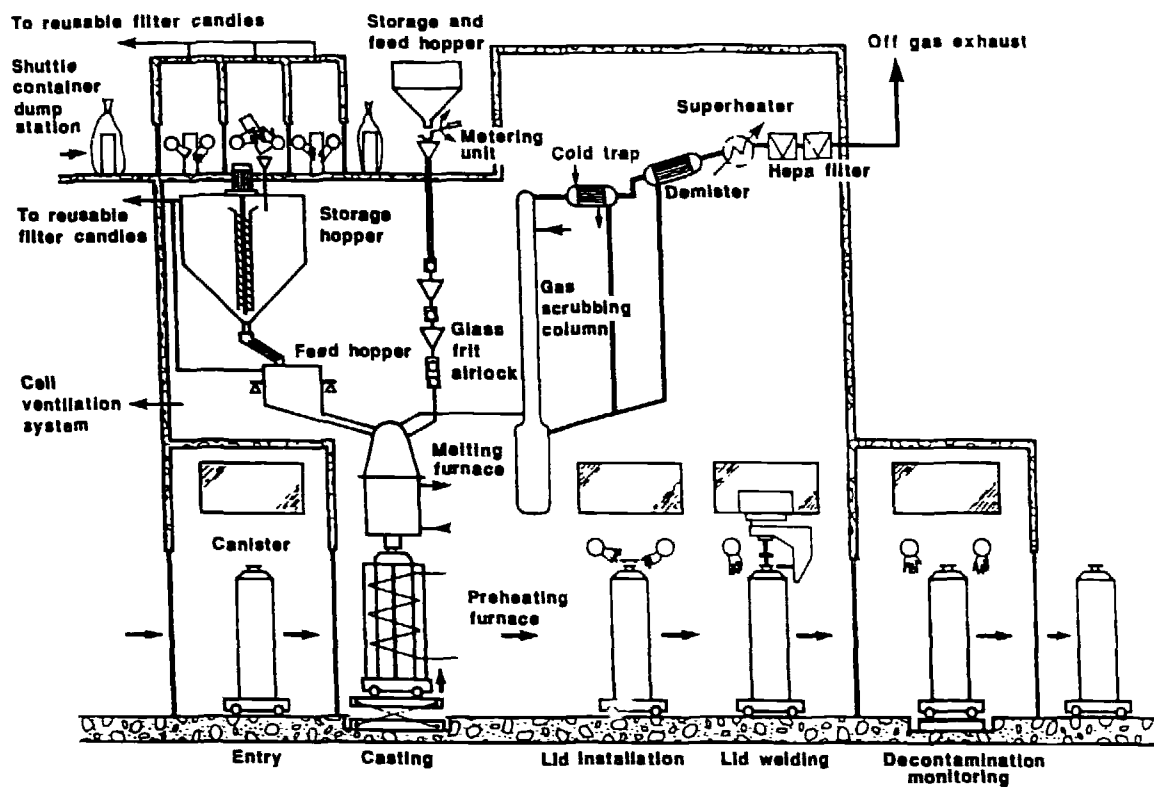 To reusable filter candies
Storage and
feed hopper
Off gas exhaust
Shuttle
container
dump
station
Superheater
Metering
unit
Cold trap
Hepa filter
Demister
To reusable
filter candies
Storage
hopper
Gas
scrubbing
column
Glass
frit
airlock
Feed hopper
Cell
ventilation
system
Melting
furnace
Canister
Preheating
furnace
Entry
Casting
Lid installation
Lid welding
Decontamination
monitoring